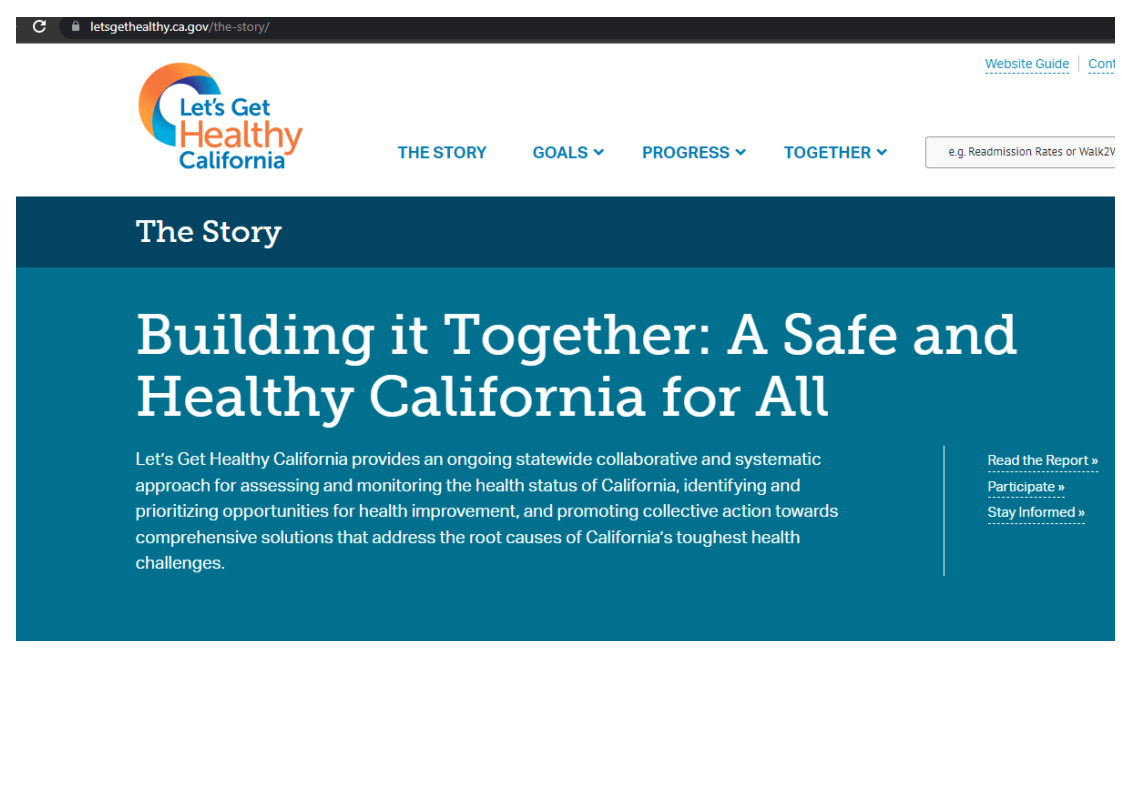 letsgethealthy.ca.gov/the-story/
Website Guide
Let's Get
Healthy
California
THE STORY GOALS PROGRESS TOGETHER e.g. Readmission Rates or
The Story
Building it Together: A Safe and
Healthy California for All
Let's Get Healthy California provides an ongoing statewide collaborative and systematic
approach for assessing and monitoring the health status of California, identifying and
prioritizing opportunities for health improvement, and promoting collective action towards
comprehensive solutions that address the root causes of California's toughest health
challenges.
Read the Report »
Participate »
Stay Informed »